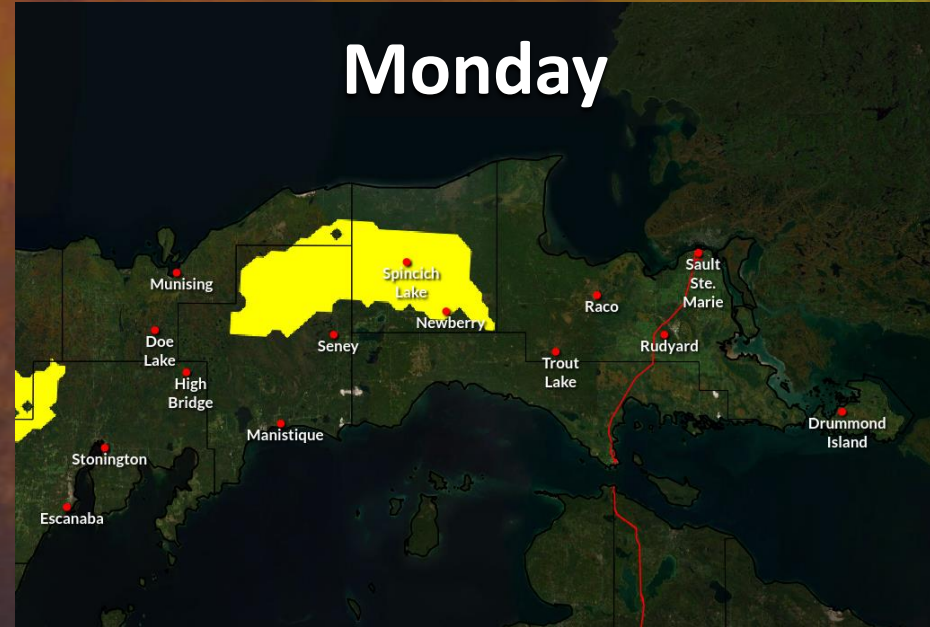 Monday
Spincich
Lake
Munising
Sault
Ste.
Marie
Raco
Newberry
Doe
Lake
Seney
Rudyard
Trout
Lake
High
Bridge
Drummond
Island
Manistique
Stonington
Escanaba